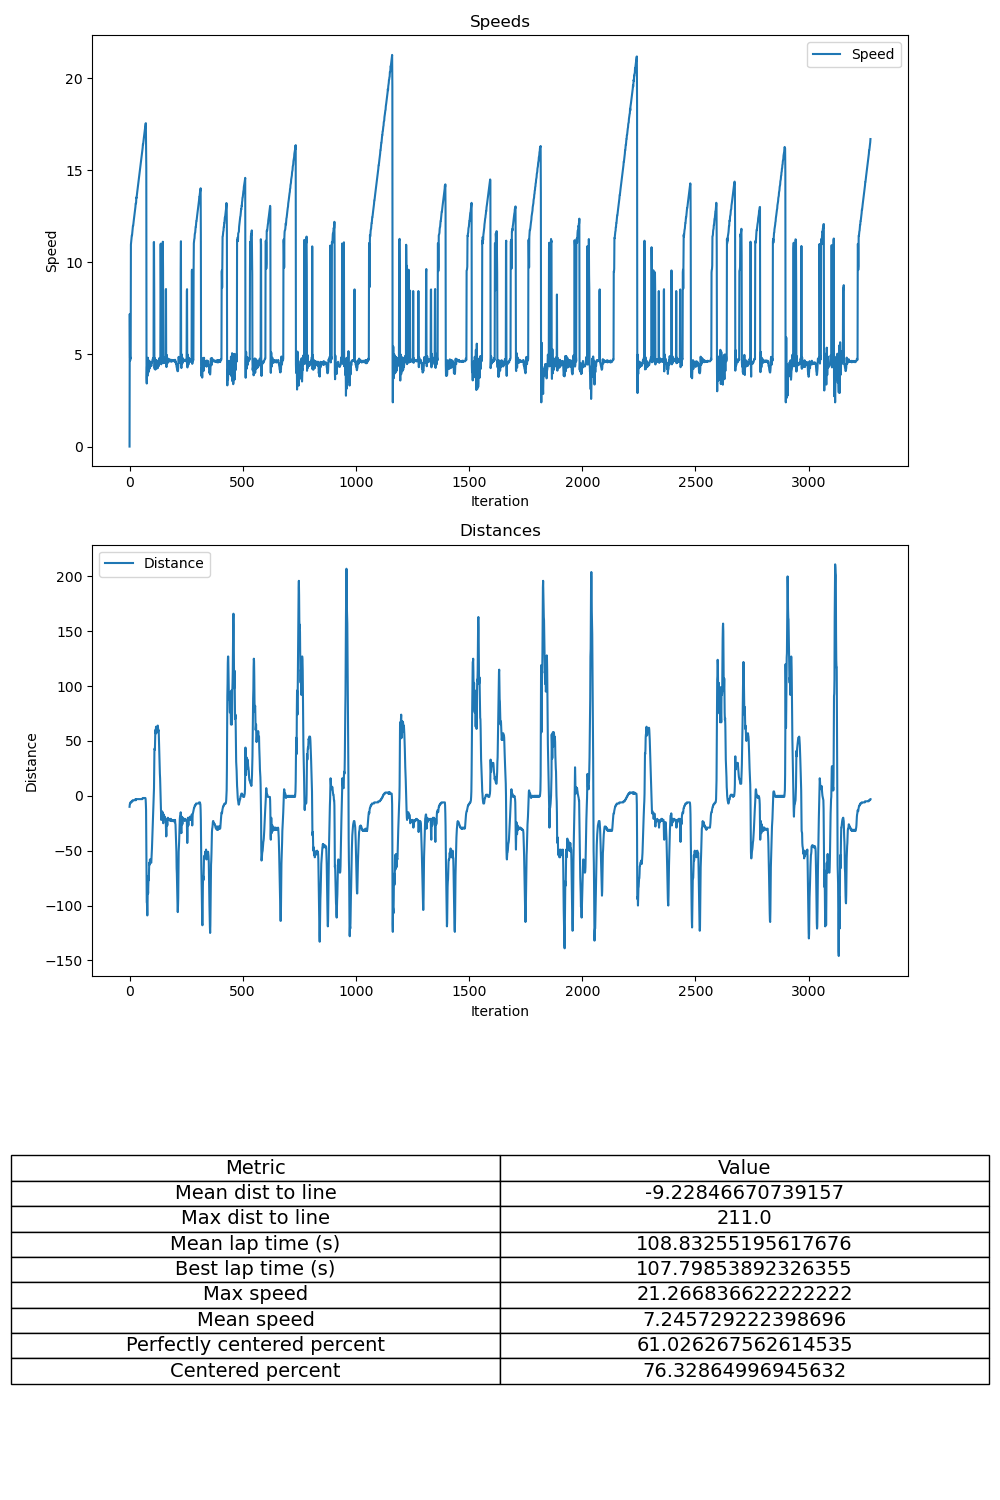 Speeds
Speed
20
15
10
5
0
Speed
0 500 1000 1500 2000 2500 3000
Iteration
Distances
Distance
200
150
100
50
0
−50
−100
−150
Distance
0 500 1000 1500 2000 2500 3000
Iteration
Metric Value
Mean dist to line -9.22846670739157
Max dist to line 211.0
Mean lap time (s) 108.83255195617676
Best lap time (s) 107.79853892326355
Max speed 21.266836622222222
Mean speed 7.245729222398696
Perfectly centered percent 61.026267562614535
Centered percent 76.32864996945632